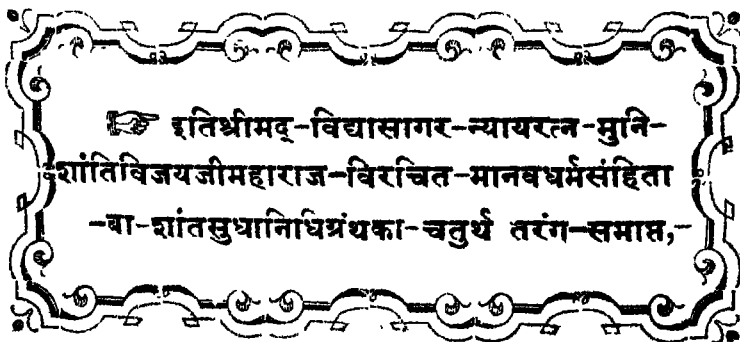 ☞ इतिश्रीमद्-विद्यासागर-न्यायरत्न-मुनि-
शांतिविजयजीमहाराज-विरचित-मानवधर्मसंहिता
-वा-शांतसुधानिधिग्रंथका-चतुर्थ तरंग-समाप्त,-